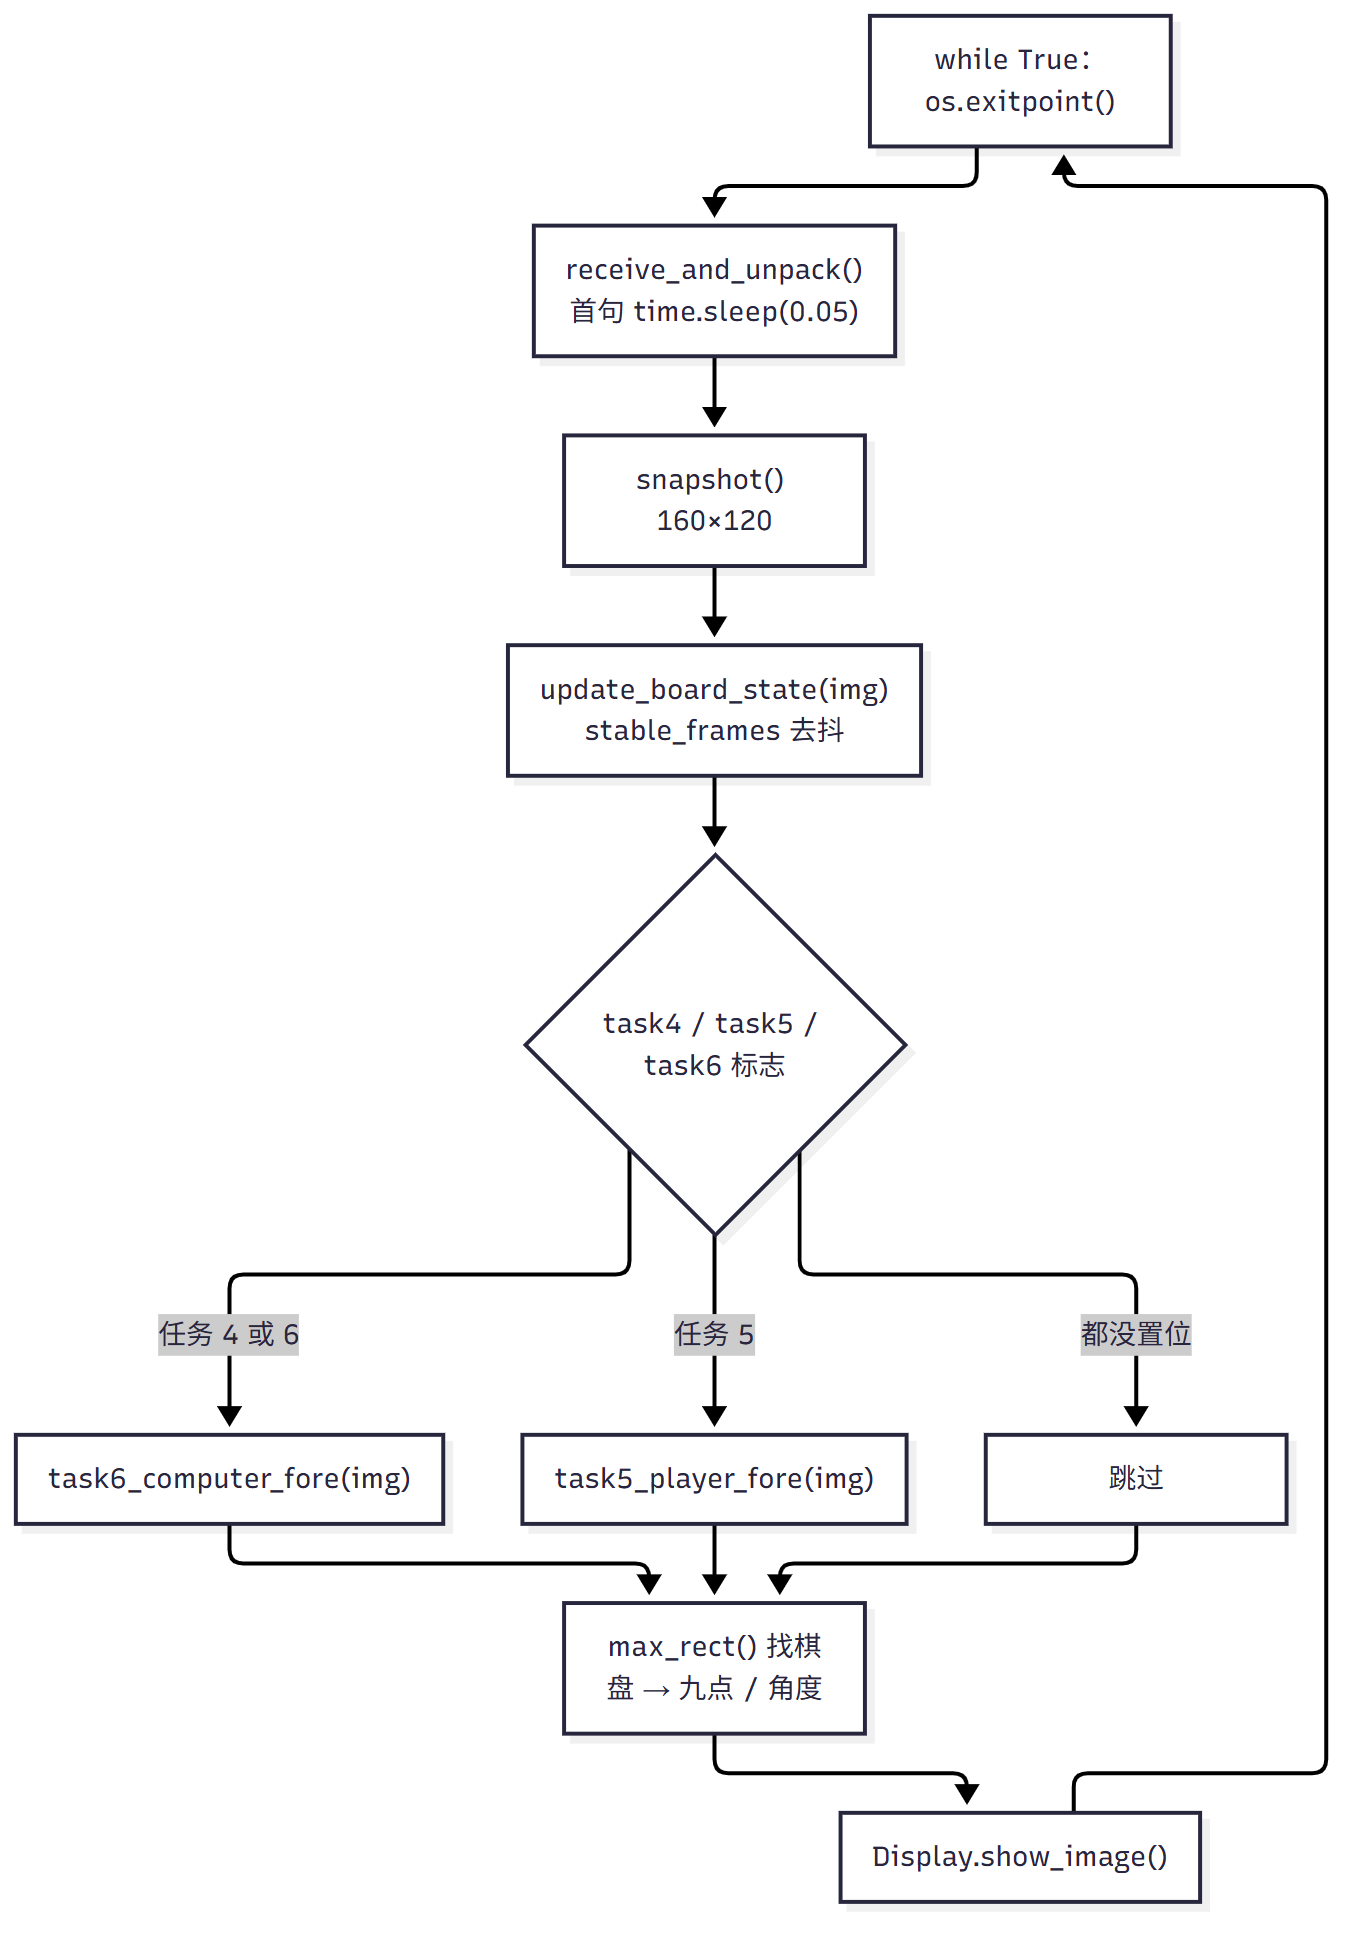 while True：
os.exitpoint()
receive_and_unpack()
首句 time.sleep(0.05)
snapshot()
160×120
update_board_state(img)
stable_frames 去抖
task4 / task5 /
task6 标志
任务 4 或 6
任务 5
都没置位
task6_computer_fore(img)
task5_player_fore(img)
跳过
max_rect() 找棋
盘 → 九点 / 角度
Display.show_image()